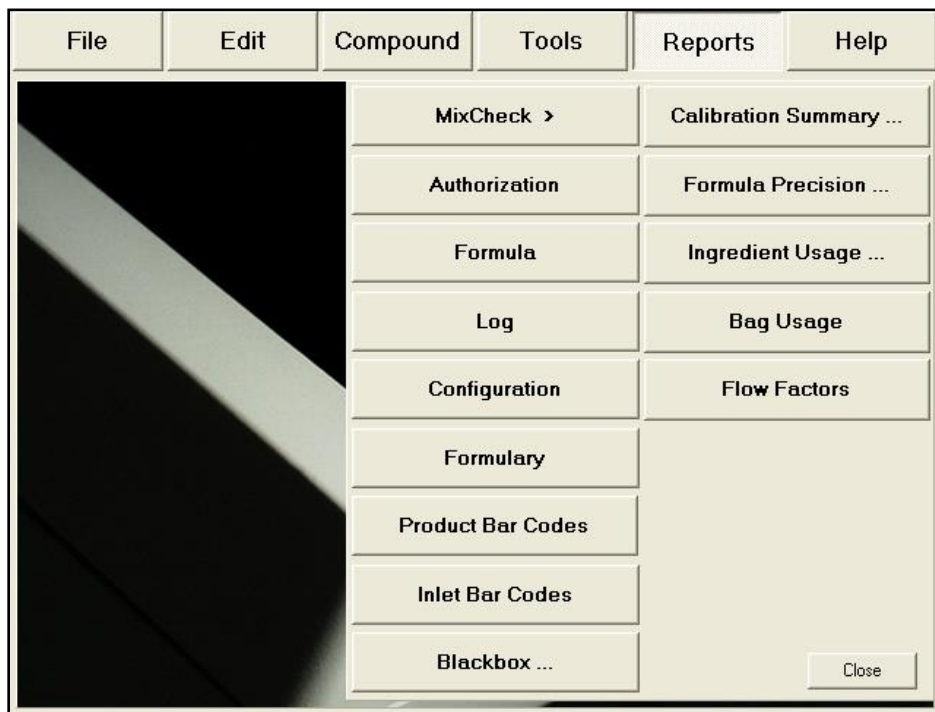 File Edit Compound Tools Reports Help
MixCheck > Calibration Summary ...
Authorization Formula Precision ...
Formula Ingredient Usage ...
Log Bag Usage
Configuration Flow Factors
Formulary
Product Bar Codes
Inlet Bar Codes
Blackbox ... Close